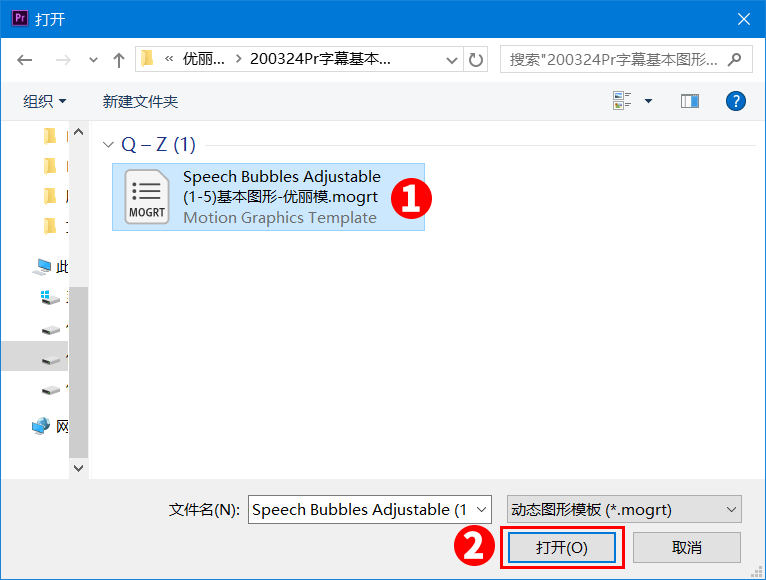 Pr 打开
« 优丽... > 200324Pr字幕基本...
搜索"200324Pr字幕基本图形...
组织
新建文件夹
?
Q – Z (1)
MOGRT
Speech Bubbles Adjustable
(1-5)基本图形-优丽模.mogrt
Motion Graphics Template
1
此
网
文件名(N):
Speech Bubbles Adjustable (1
动态图形模板 (*.mogrt)
2
打开(O)
取消